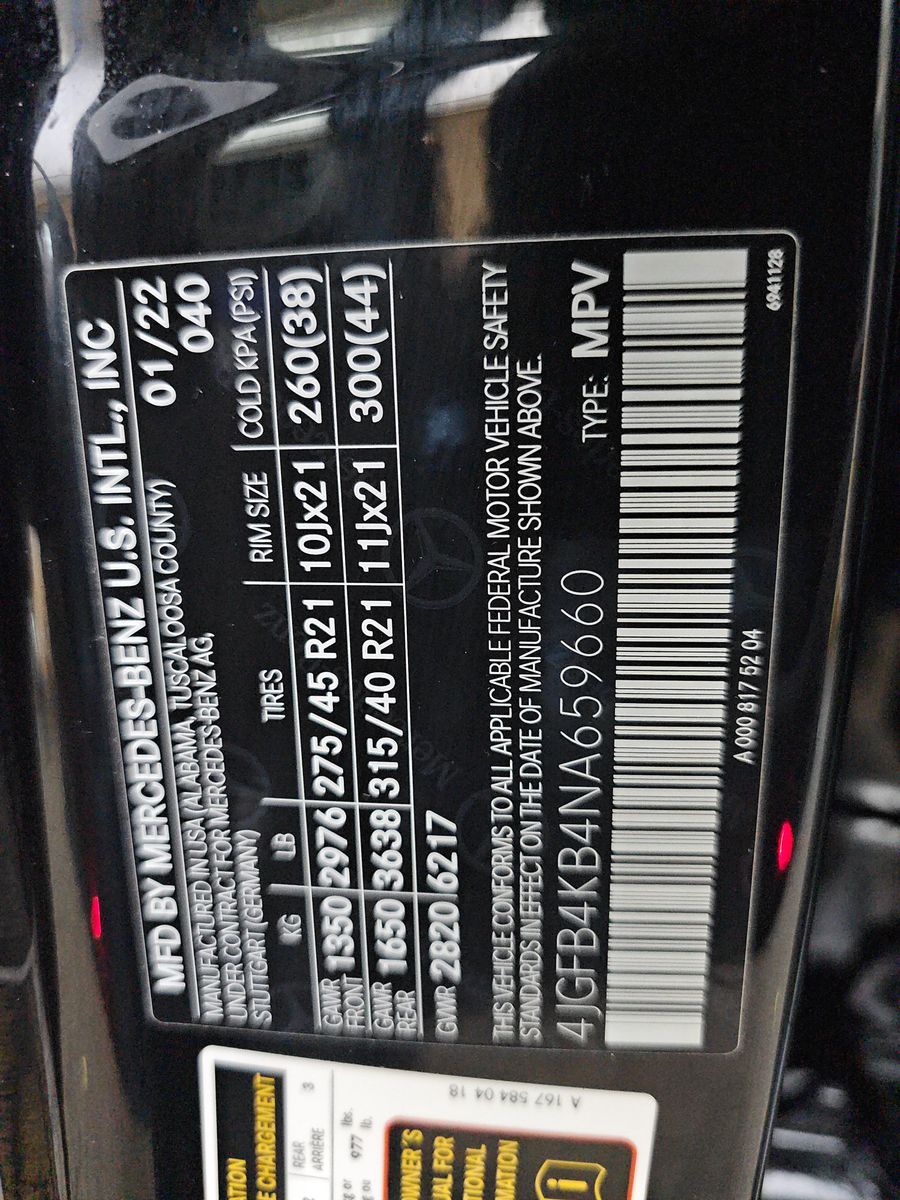 MFD BY MERCEDES-BENZ U.S. INTL., INC
MANUFACTURED IN USA (ALABAMA, TUSCALOOSA COUNTY) 01/22
UNDER CONTRACT FOR MERCEDES-BENZ AG, 040
STUTTGART (GERMANY)
KG LB TIRES RIM SIZE COLD KPA (PSI)
GAWR FRONT 1350 2976 275/45 R21 10Jx21 260(38)
GAWR REAR 1650 3638 315/40 R21 11Jx21 300(44)
GVWR 2820 6217
THIS VEHICLE CONFORMS TO ALL APPLICABLE FEDERAL MOTOR VEHICLE SAFETY
STANDARDS IN EFFECT ON THE DATE OF MANUFACTURE SHOWN ABOVE.
4JGFB4KB4NA659660 TYPE: MPV
A 000 817 52 04
6941128
E CHARGEMENT
REAR
ARRIÈRE 3
977 lb.
lbs.
OWNER'S
A 167 584 04 18